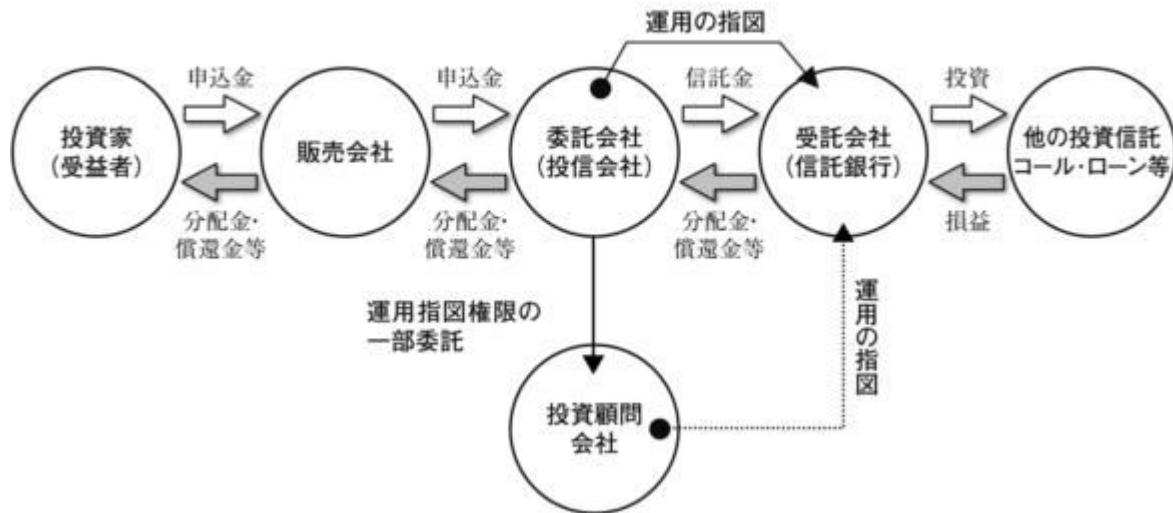 運用の指図
申込金
申込金
信託金
投資
投資家
(受益者)
販売会社
委託会社
(投信会社)
受託会社
(信託銀行)
他の投資信託
コール・ローン等
分配金・
償還金等
分配金・
償還金等
分配金・
償還金等
損益
運用指図権限の
一部委託
運用の指図
投資顧問
会社